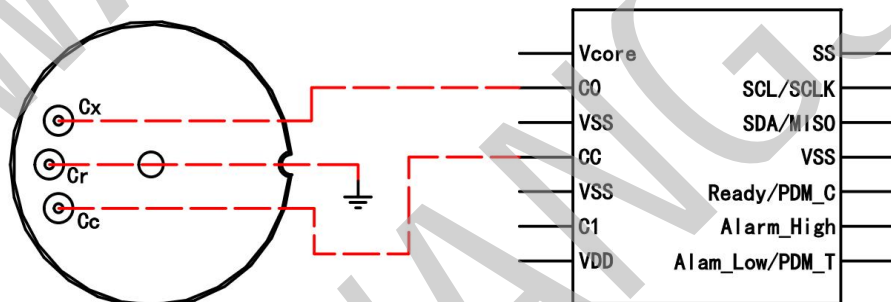 Cx
Cr
Cc
Vcore
C0
VSS
CC
VSS
C1
VDD
SS
SCL/SCLK
SDA/MISO
VSS
Ready/PDM_C
Alarm_High
Alam_Low/PDM_T